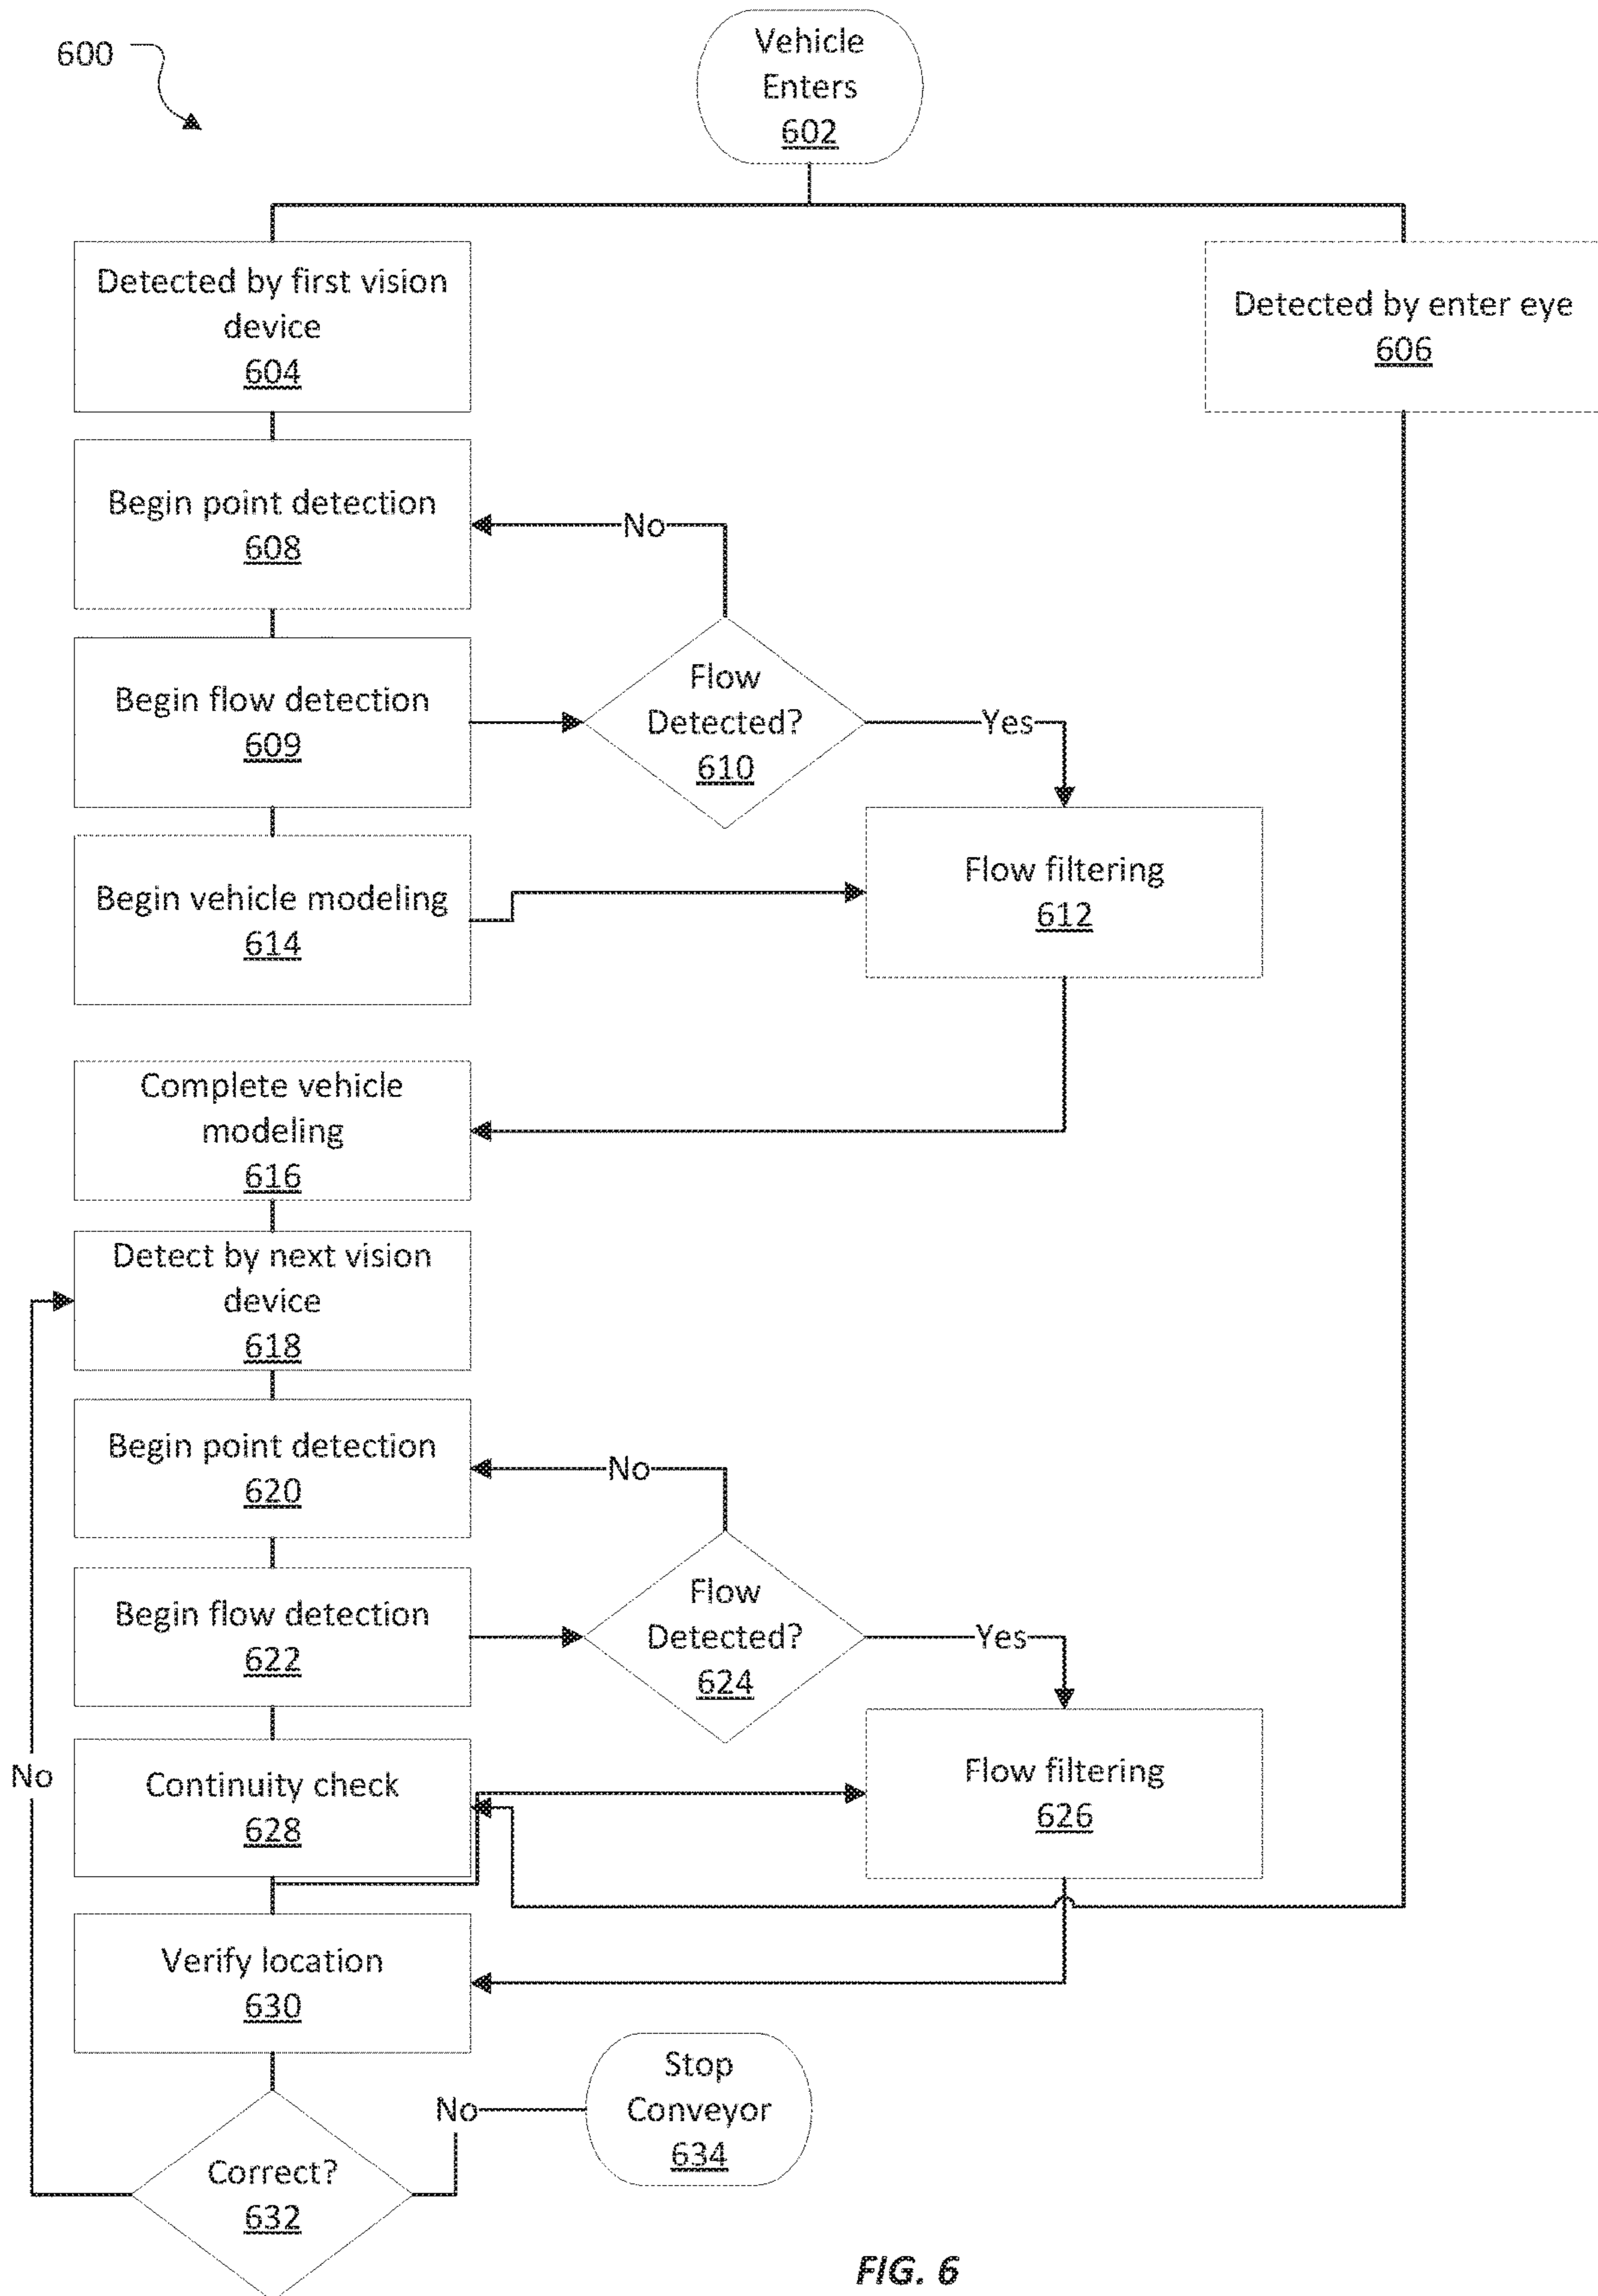 600
Vehicle
Enters
602
Detected by first vision
device
604
Detected by enter eye
606
Begin point detection
608
No
Begin flow detection
609
Flow
Detected?
610
Yes
Begin vehicle modeling
614
Flow filtering
612
Complete vehicle
modeling
616
Detect by next vision
device
618
Begin point detection
620
No
Begin flow detection
622
Flow
Detected?
624
Yes
No
Continuity check
628
Flow filtering
626
Verify location
630
Stop
Conveyor
634
No
Correct?
632
FIG. 6